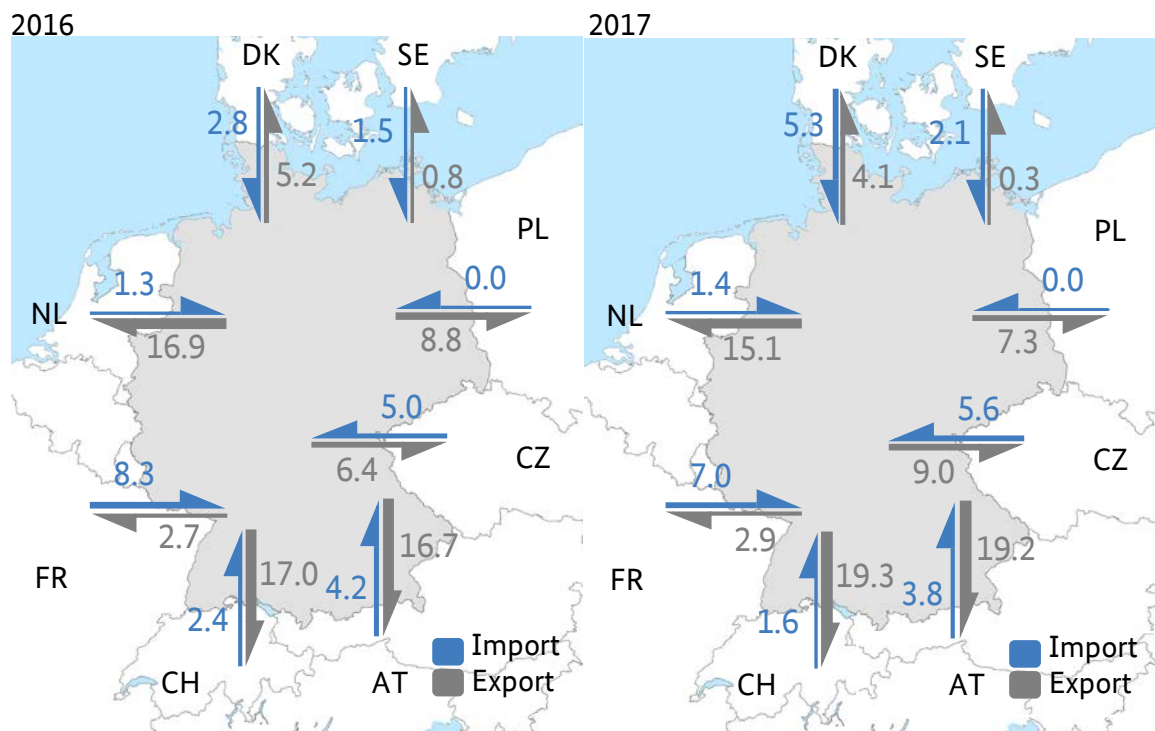 2016
DK
SE
2.8
1.5
5.2
0.8
PL
1.3
0.0
NL
16.9
8.8
5.0
CZ
6.4
8.3
2.7
16.7
FR
17.0
4.2
2.4
Import
CH
AT
Export
2017
DK
SE
5.3
2.1
4.1
0.3
PL
1.4
0.0
NL
15.1
7.3
5.6
CZ
9.0
7.0
2.9
19.2
FR
19.3
3.8
1.6
Import
CH
AT
Export